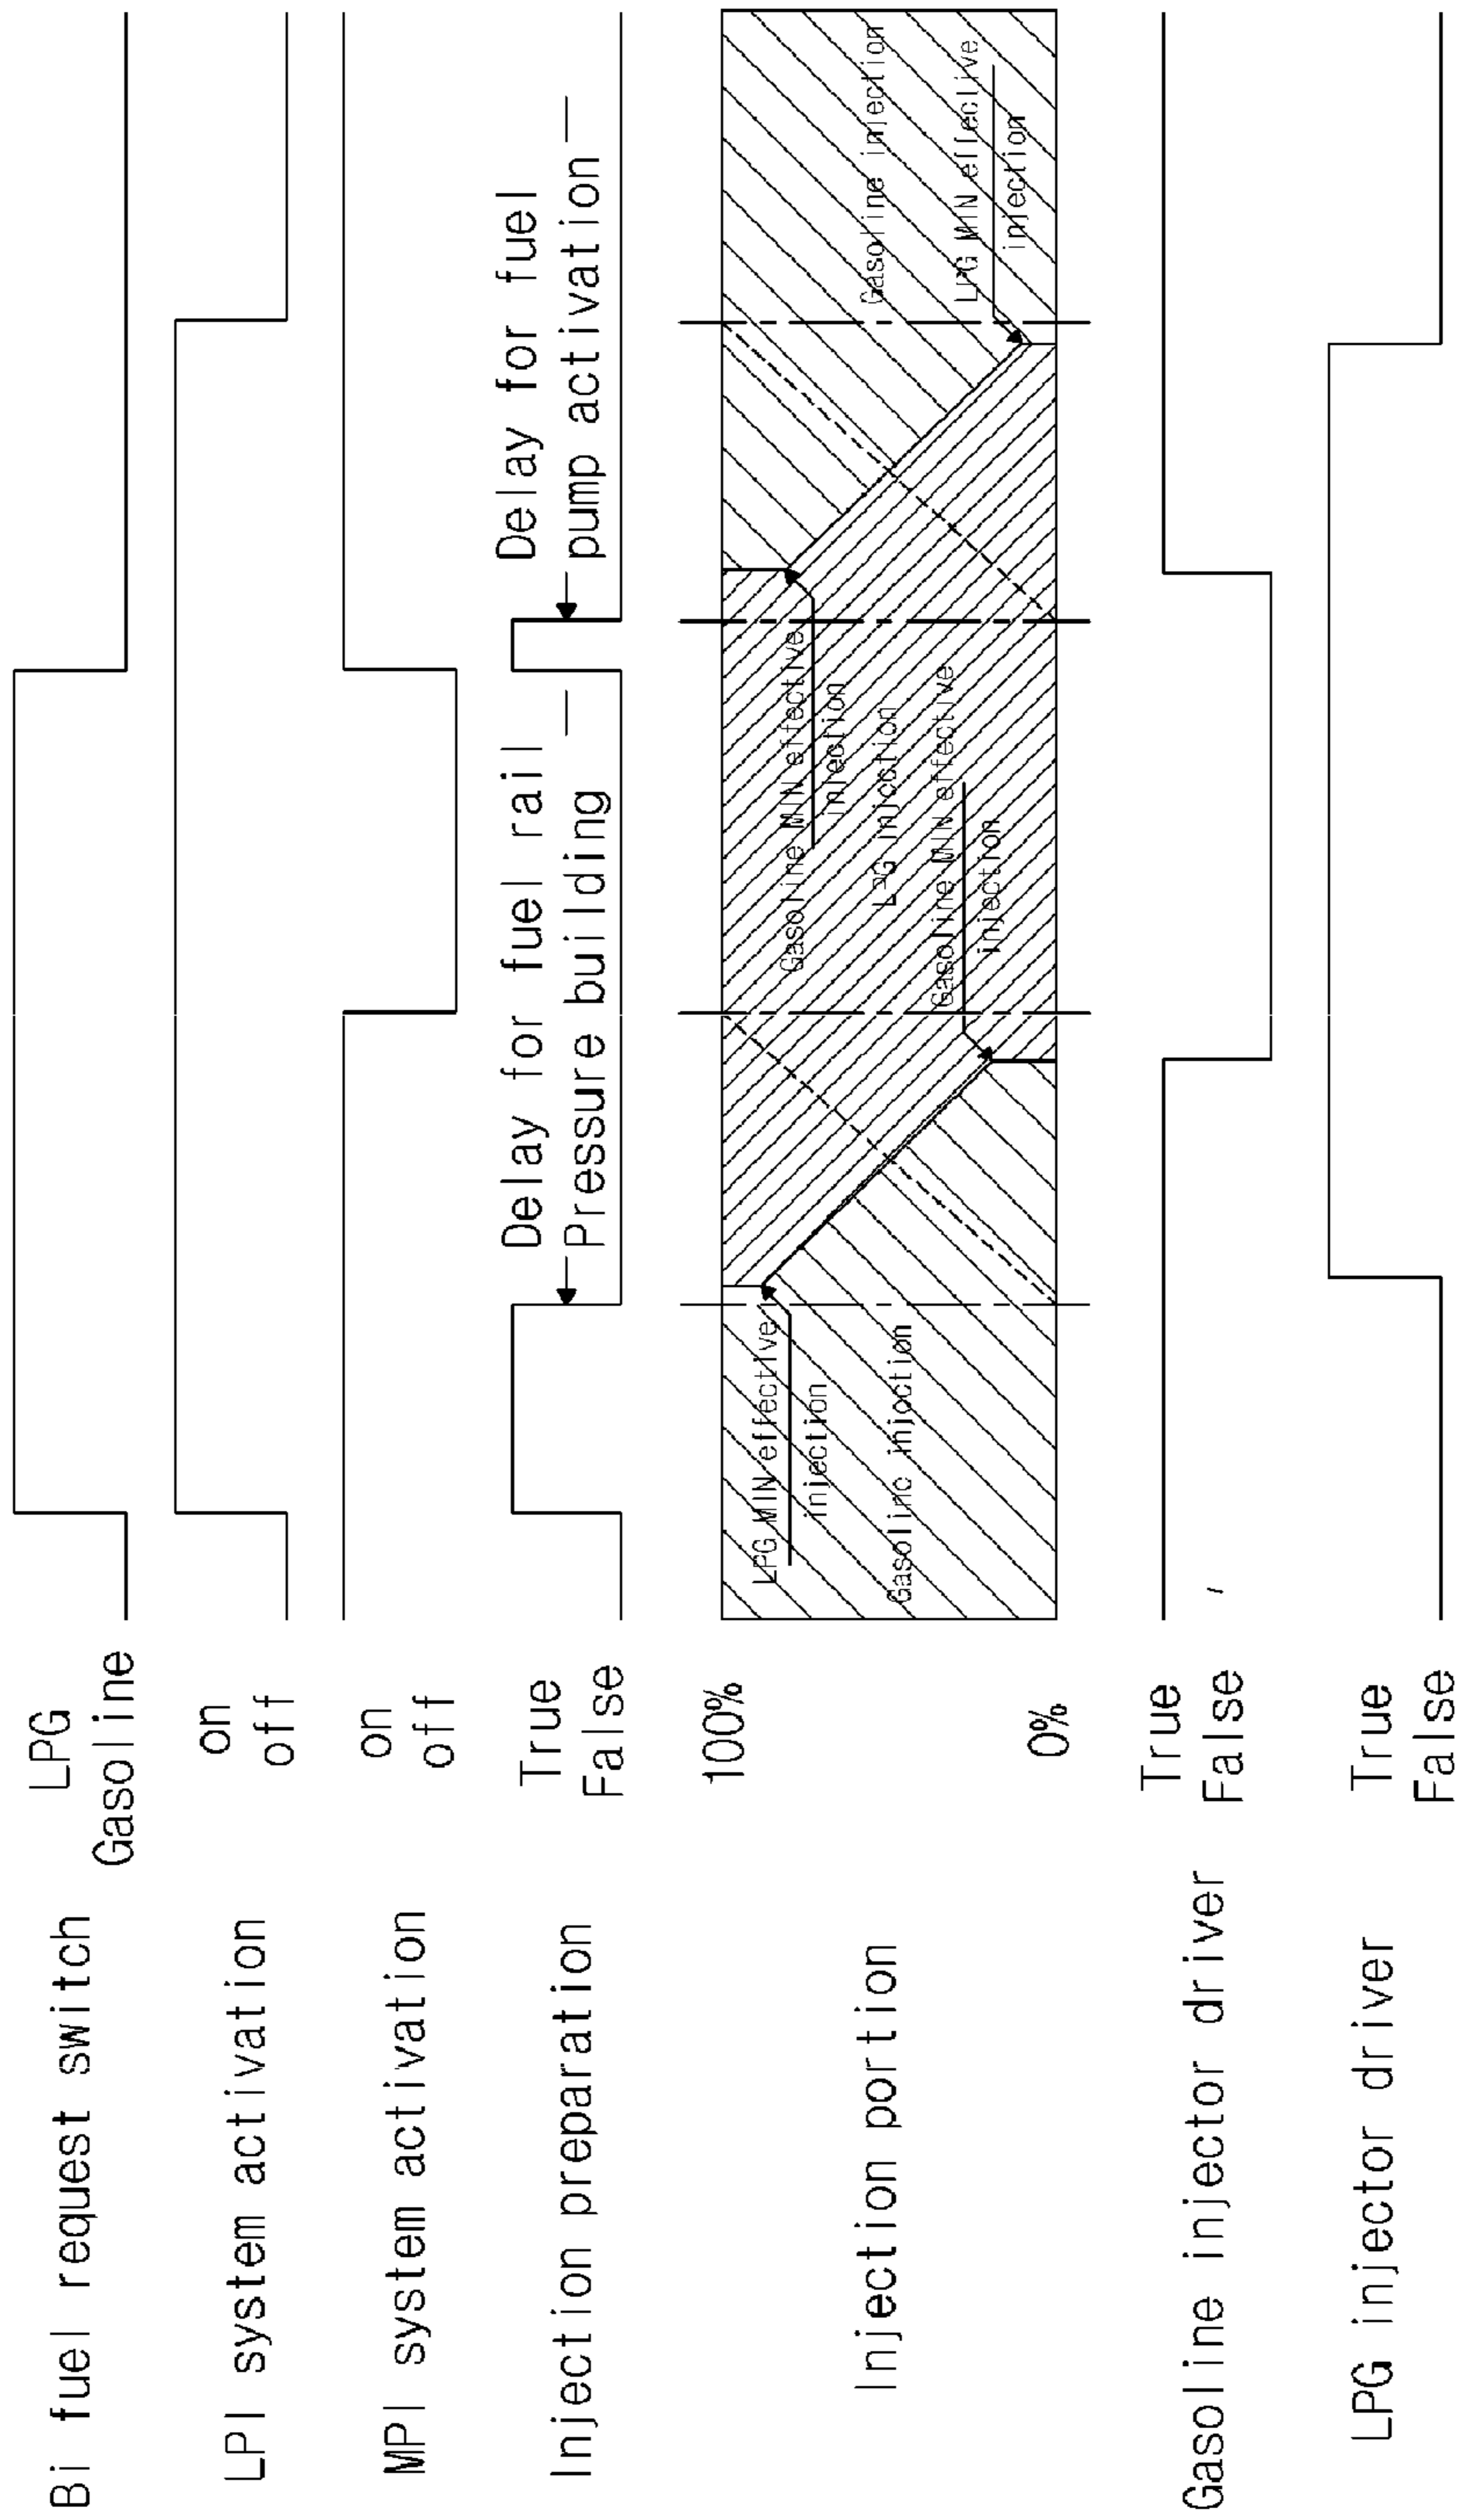 Bi fuel request switch
LPG
Gasoline
LPI system activation
on
off
MPI system activation
on
off
Injection preparation
True
False
Delay for fuel rail
Pressure building
Delay for fuel
pump activation
Injection portion
100%
0%
LPG MIN effective
injection
Gasoline injection
Gasoline MIN effective
injection
LPG injection
Gasoline MIN effective
injection
Gasoline injection
LPG MIN effective
injection
Gasoline injector driver
True
False
LPG injector driver
True
False